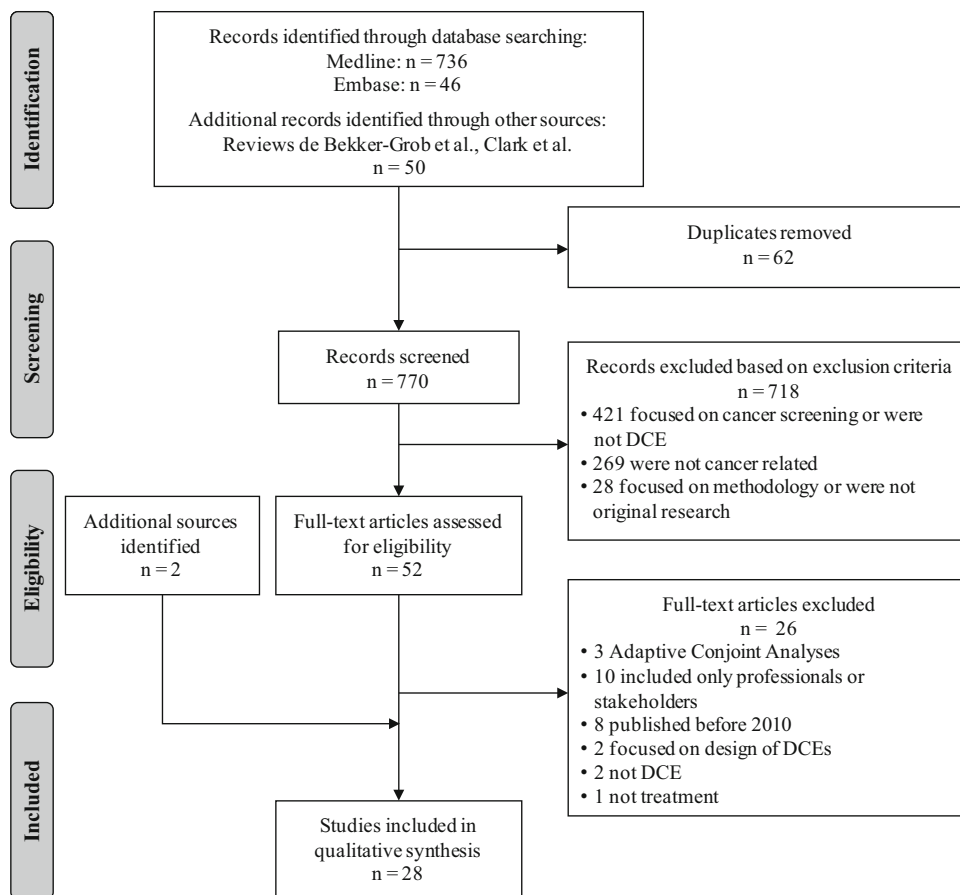 Identification
Records identified through database searching:
Medline: n = 736
Embase: n = 46
Additional records identified through other sources:
Reviews de Bekker-Grob et al., Clark et al.
n = 50
Duplicates removed
n = 62
Screening
Records screened
n = 770
Records excluded based on exclusion criteria
n = 718
• 421 focused on cancer screening or were
not DCE
• 269 were not cancer related
• 28 focused on methodology or were not
original research
Eligibility
Additional sources
identified
n = 2
Full-text articles assessed
for eligibility
n = 52
Full-text articles excluded
n = 26
• 3 Adaptive Conjoint Analyses
• 10 included only professionals or
stakeholders
• 8 published before 2010
• 2 focused on design of DCEs
• 2 not DCE
• 1 not treatment
Included
Studies included in
qualitative synthesis
n = 28